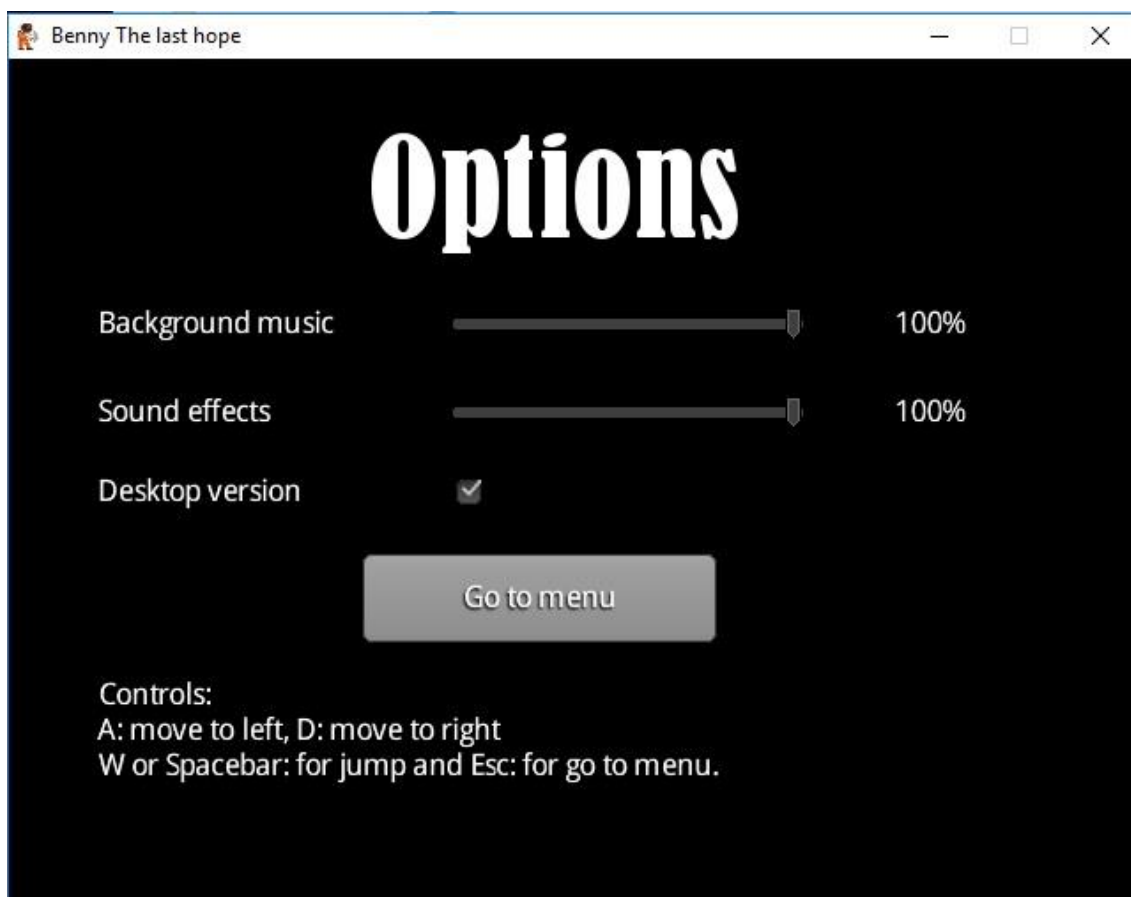 Benny The last hope
Options
Background music 100%
Sound effects 100%
Desktop version
Go to menu
Controls:
A: move to left, D: move to right
W or Spacebar: for jump and Esc: for go to menu.